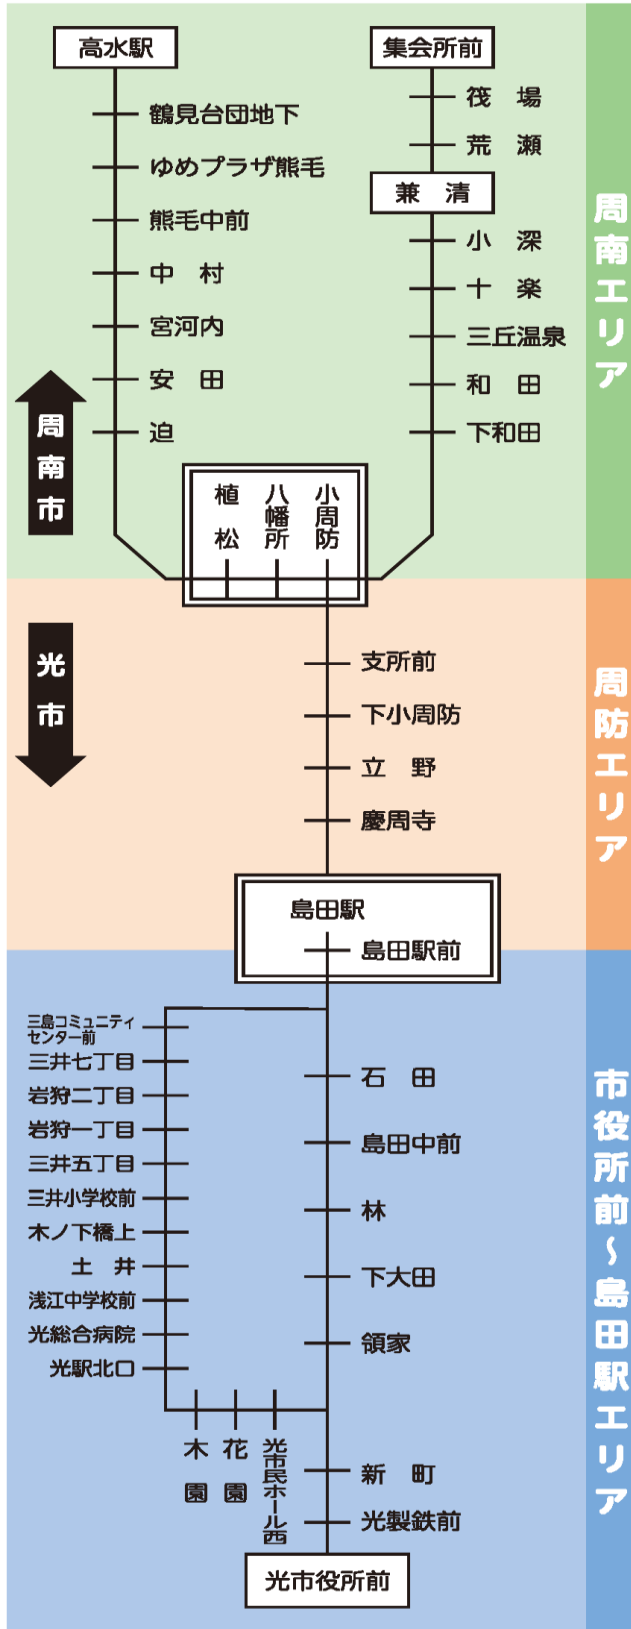 高水駅
鶴見台団地下
ゆめプラザ熊毛
熊毛中前
中　村
宮河内
安　田
迫
集会所前
筏　場
荒　瀬
兼　清
小　深
十　楽
三丘温泉
和　田
下和田
周南エリア
周南市
植　松
八幡所
小周防
光市
支所前
下小周防
立　野
慶周寺
周防エリア
島田駅
島田駅前
三島コミュニティ
センター前
三井七丁目
岩狩二丁目
岩狩一丁目
三井五丁目
三井小学校前
木ノ下橋上
土　井
浅江中学校前
光総合病院
光駅北口
木　園
花　園
光市民ホール西
石　田
島田中前
林
下大田
領家
新　町
光製鉄前
光市役所前
市役所前～島田駅エリア